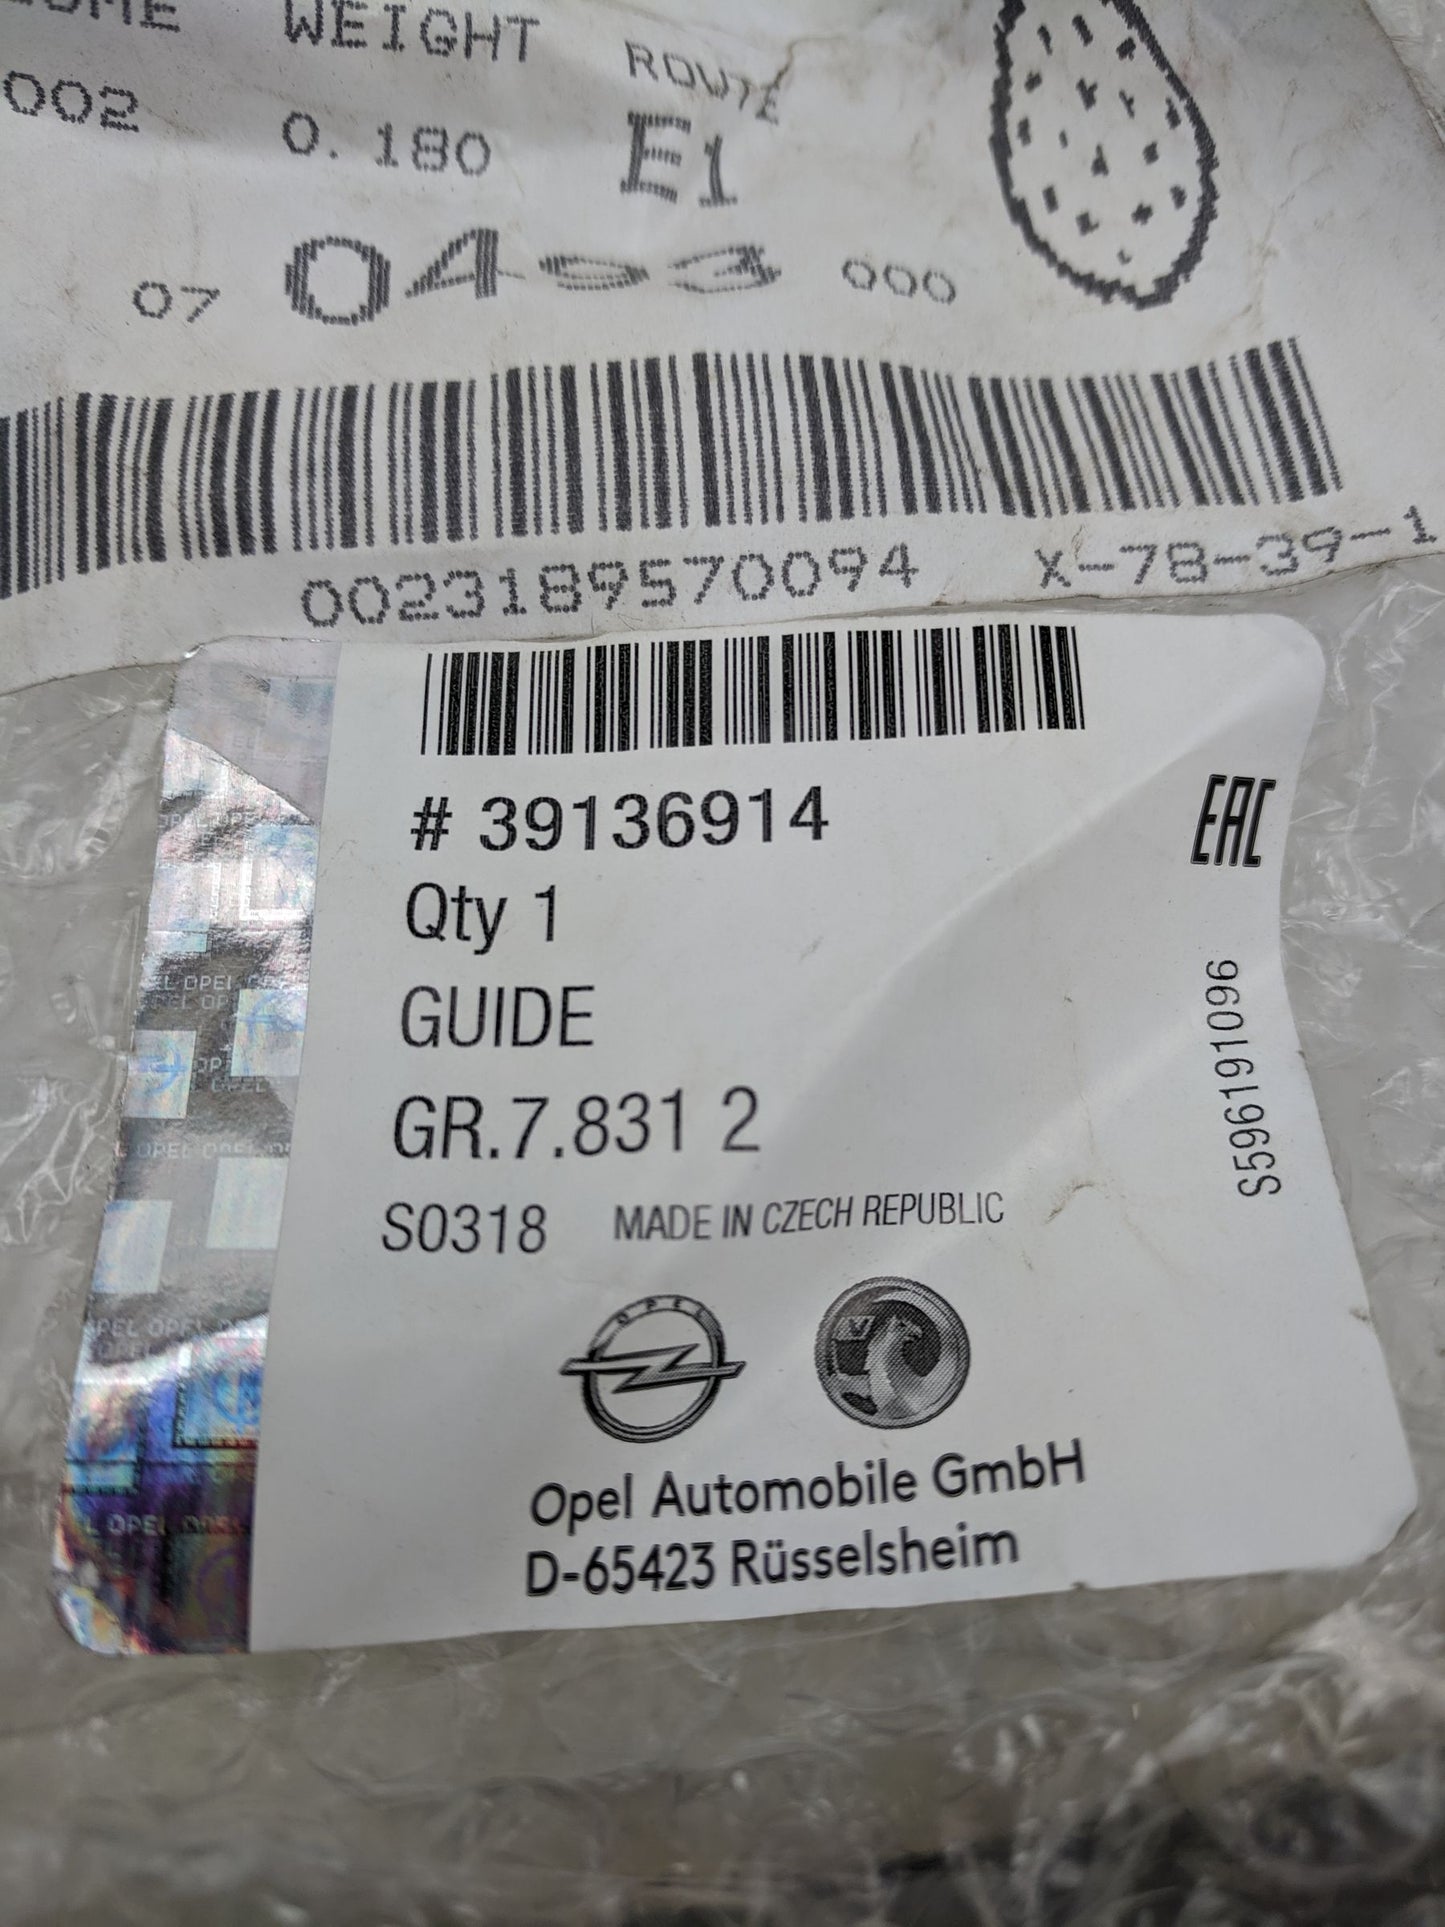 WEIGHT ROUTE
002 0.180 E1
07 000
0023189570094 X-78-39-1
# 39136914
Qty 1
GUIDE
GR.7.831 2
S0318 MADE IN CZECH REPUBLIC
OPEL
Opel Automobile GmbH
D-65423 Rüsselsheim
EAC
S596191096